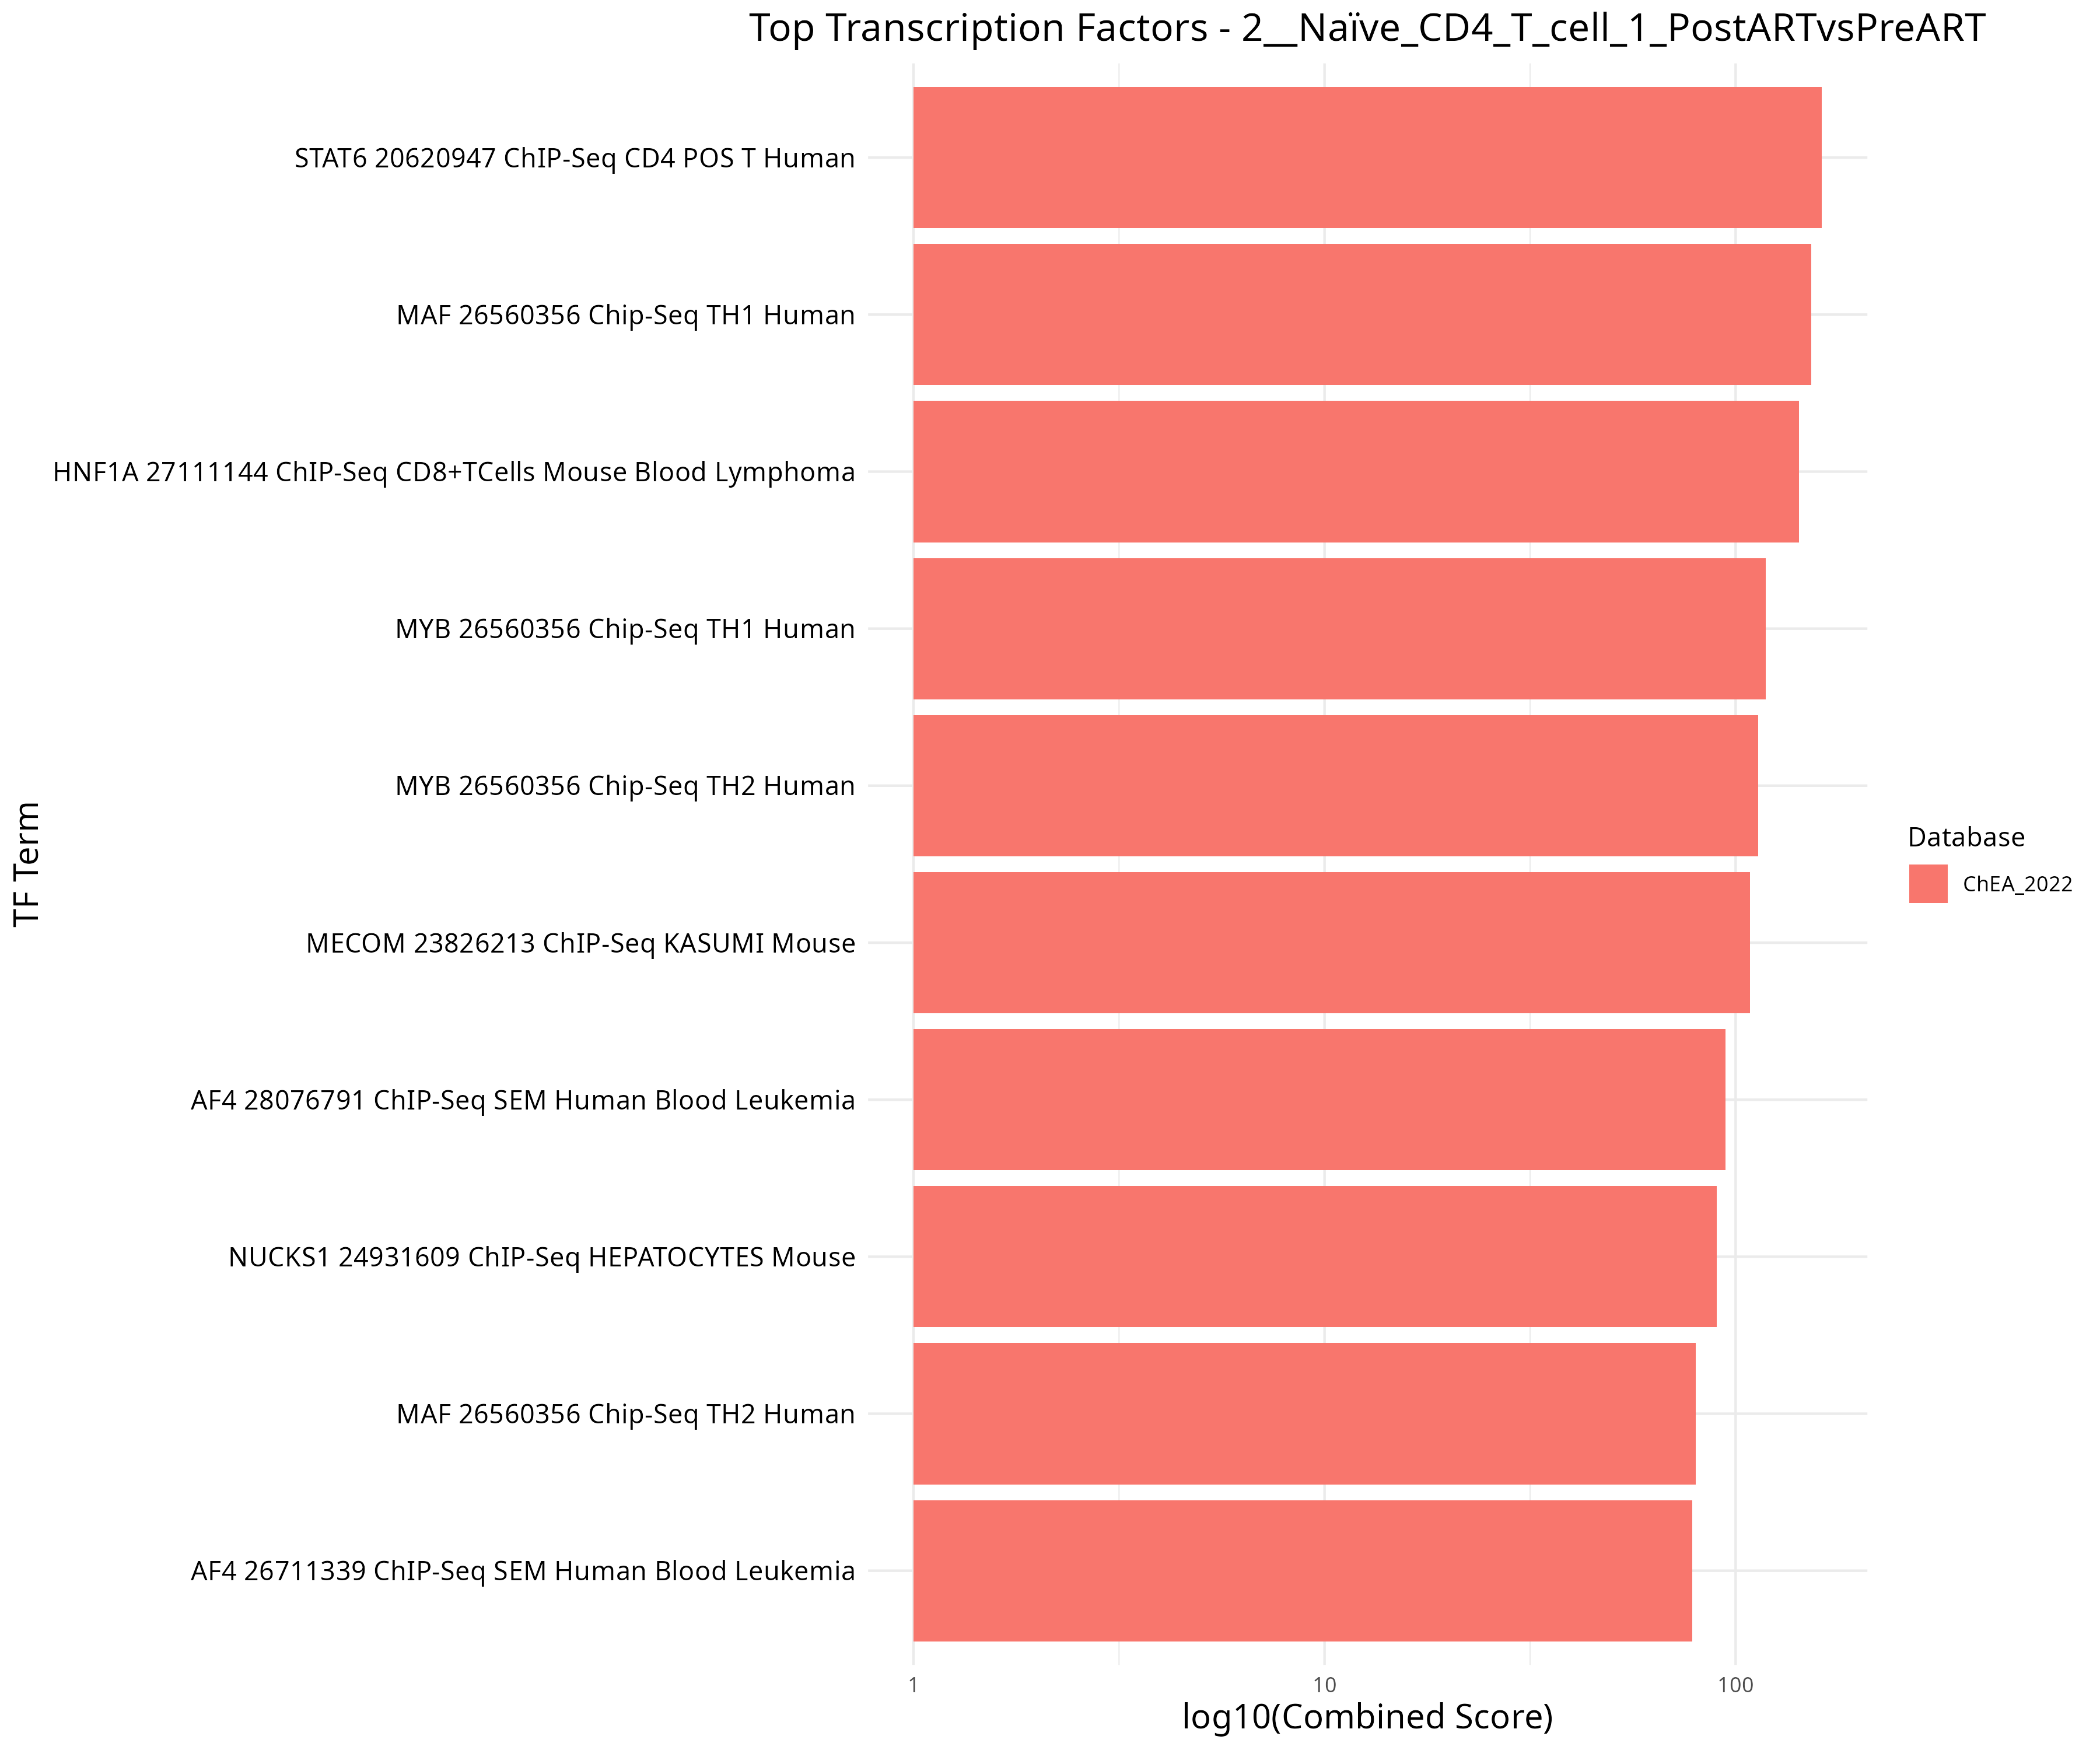 Top Transcription Factors - 2__Naïve_CD4_T_cell_1_PostARTvsPreART
TF Term
STAT6 20620947 ChIP-Seq CD4 POS T Human
MAF 26560356 Chip-Seq TH1 Human
HNF1A 27111144 ChIP-Seq CD8+TCells Mouse Blood Lymphoma
MYB 26560356 Chip-Seq TH1 Human
MYB 26560356 Chip-Seq TH2 Human
MECOM 23826213 ChIP-Seq KASUMI Mouse
AF4 28076791 ChIP-Seq SEM Human Blood Leukemia
NUCKS1 24931609 ChIP-Seq HEPATOCYTES Mouse
MAF 26560356 Chip-Seq TH2 Human
AF4 26711339 ChIP-Seq SEM Human Blood Leukemia
1 10 100
log10(Combined Score)
Database
ChEA_2022